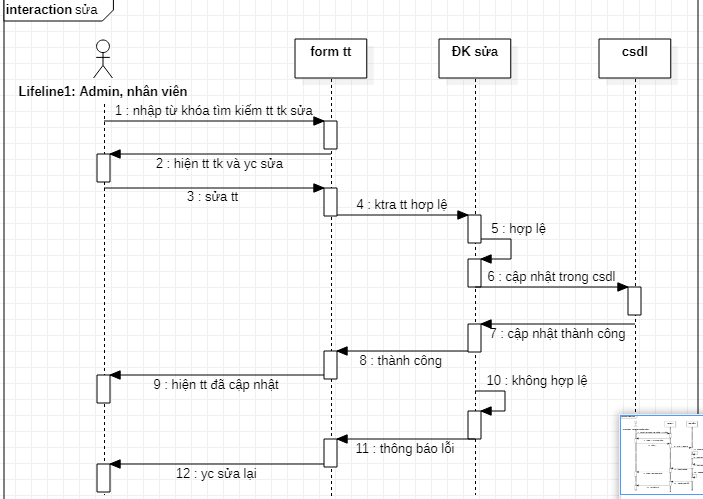 interaction sửa
form tt
ĐK sửa
csdl
Lifeline1: Admin, nhân viên
1 : nhập từ khóa tìm kiếm tt tk sửa
2 : hiện tt tk và yc sửa
3 : sửa tt
4 : ktra tt hợp lệ
5 : hợp lệ
6 : cập nhật trong csdl
7 : cập nhật thành công
8 : thành công
9 : hiện tt đã cập nhật
10 : không hợp lệ
11 : thông báo lỗi
12 : yc sửa lại